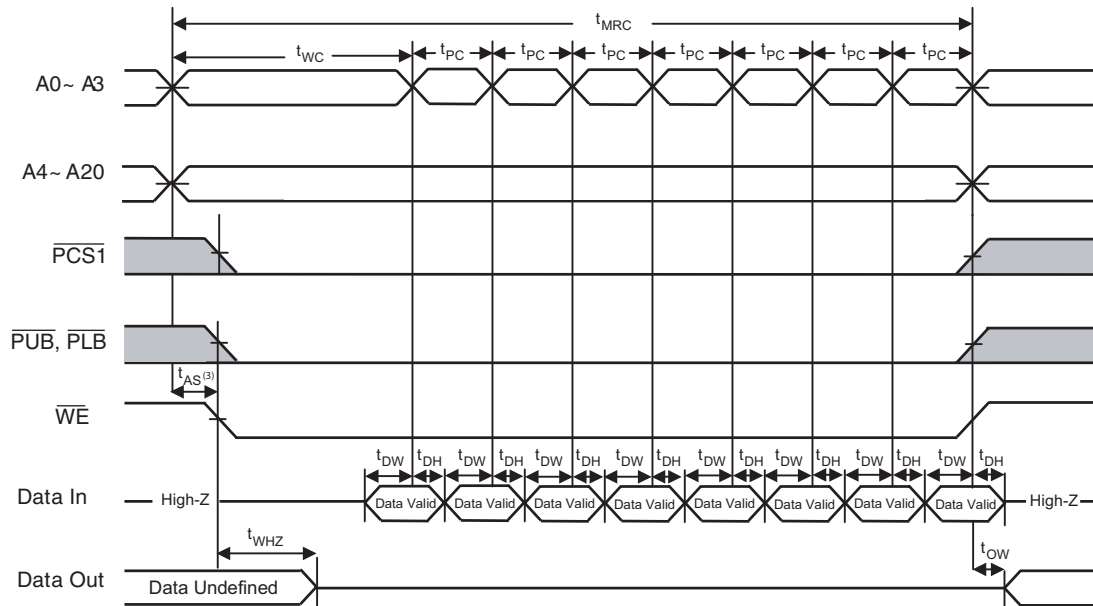 tMRC
tWC tPC tPC tPC tPC tPC tPC tPC
A0~ A3
A4~ A20
PCS1
PUB, PLB
tAS(3)
WE
tDW tDH tDW tDH tDW tDH tDW tDH tDW tDH tDW tDH tDW tDH tDW tDH
Data In High-Z Data Valid Data Valid Data Valid Data Valid Data Valid Data Valid Data Valid Data Valid High-Z
tWHZ tOW
Data Out Data Undefined